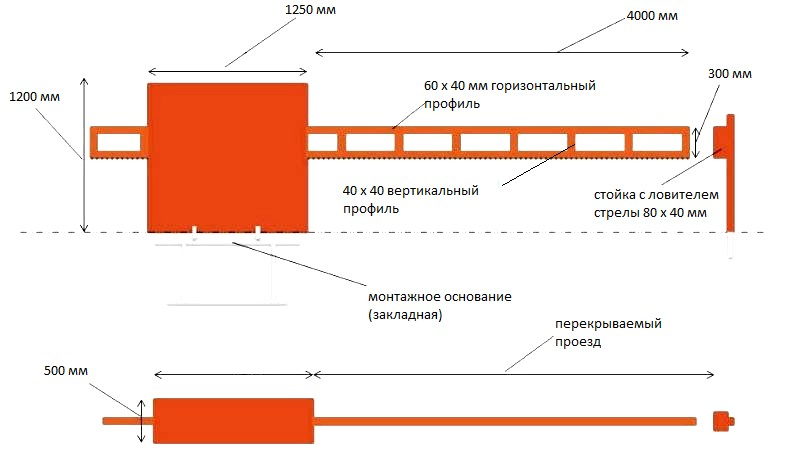 1250 мм
4000 мм
1200 мм
60 х 40 мм горизонтальный
профиль
300 мм
40 х 40 вертикальный
профиль
стойка с ловителем
стрелы 80 х 40 мм
монтажное основание
(закладная)
перекрываемый
проезд
500 мм